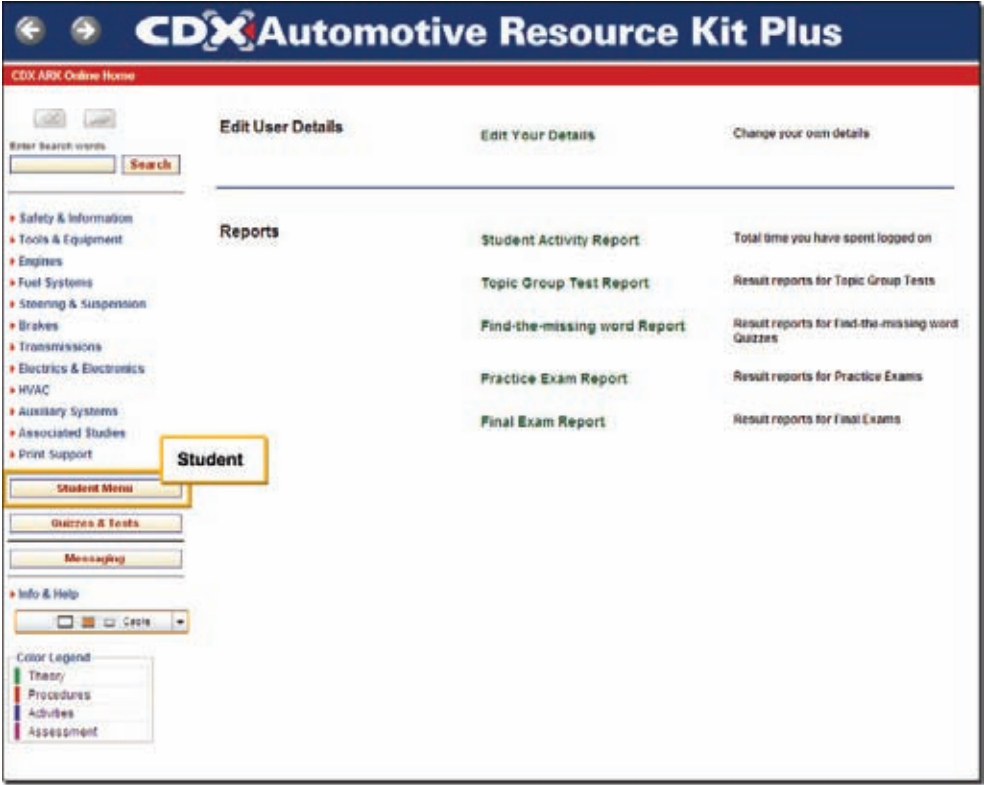 CDX Automotive Resource Kit Plus
CDX ARK Online Home
Enter Search words
Search
Safety & Information
Tools & Equipment
Engines
Fuel Systems
Steering & Suspension
Brakes
Transmissions
Electrics & Electronics
HVAC
Auxiliary Systems
Associated Studies
Print Support
Student
Student Menu
Quizzes & Tests
Messaging
Info & Help
Color Legend
Theory
Procedures
Activities
Assessment
Edit User Details
Edit Your Details
Change your own details
Reports
Student Activity Report
Total time you have spent logged on
Topic Group Test Report
Result reports for Topic Group Tests
Find-the-missing word Report
Result reports for Find-the-missing word
Quizzes
Practice Exam Report
Result reports for Practice Exams
Final Exam Report
Result reports for Final Exams